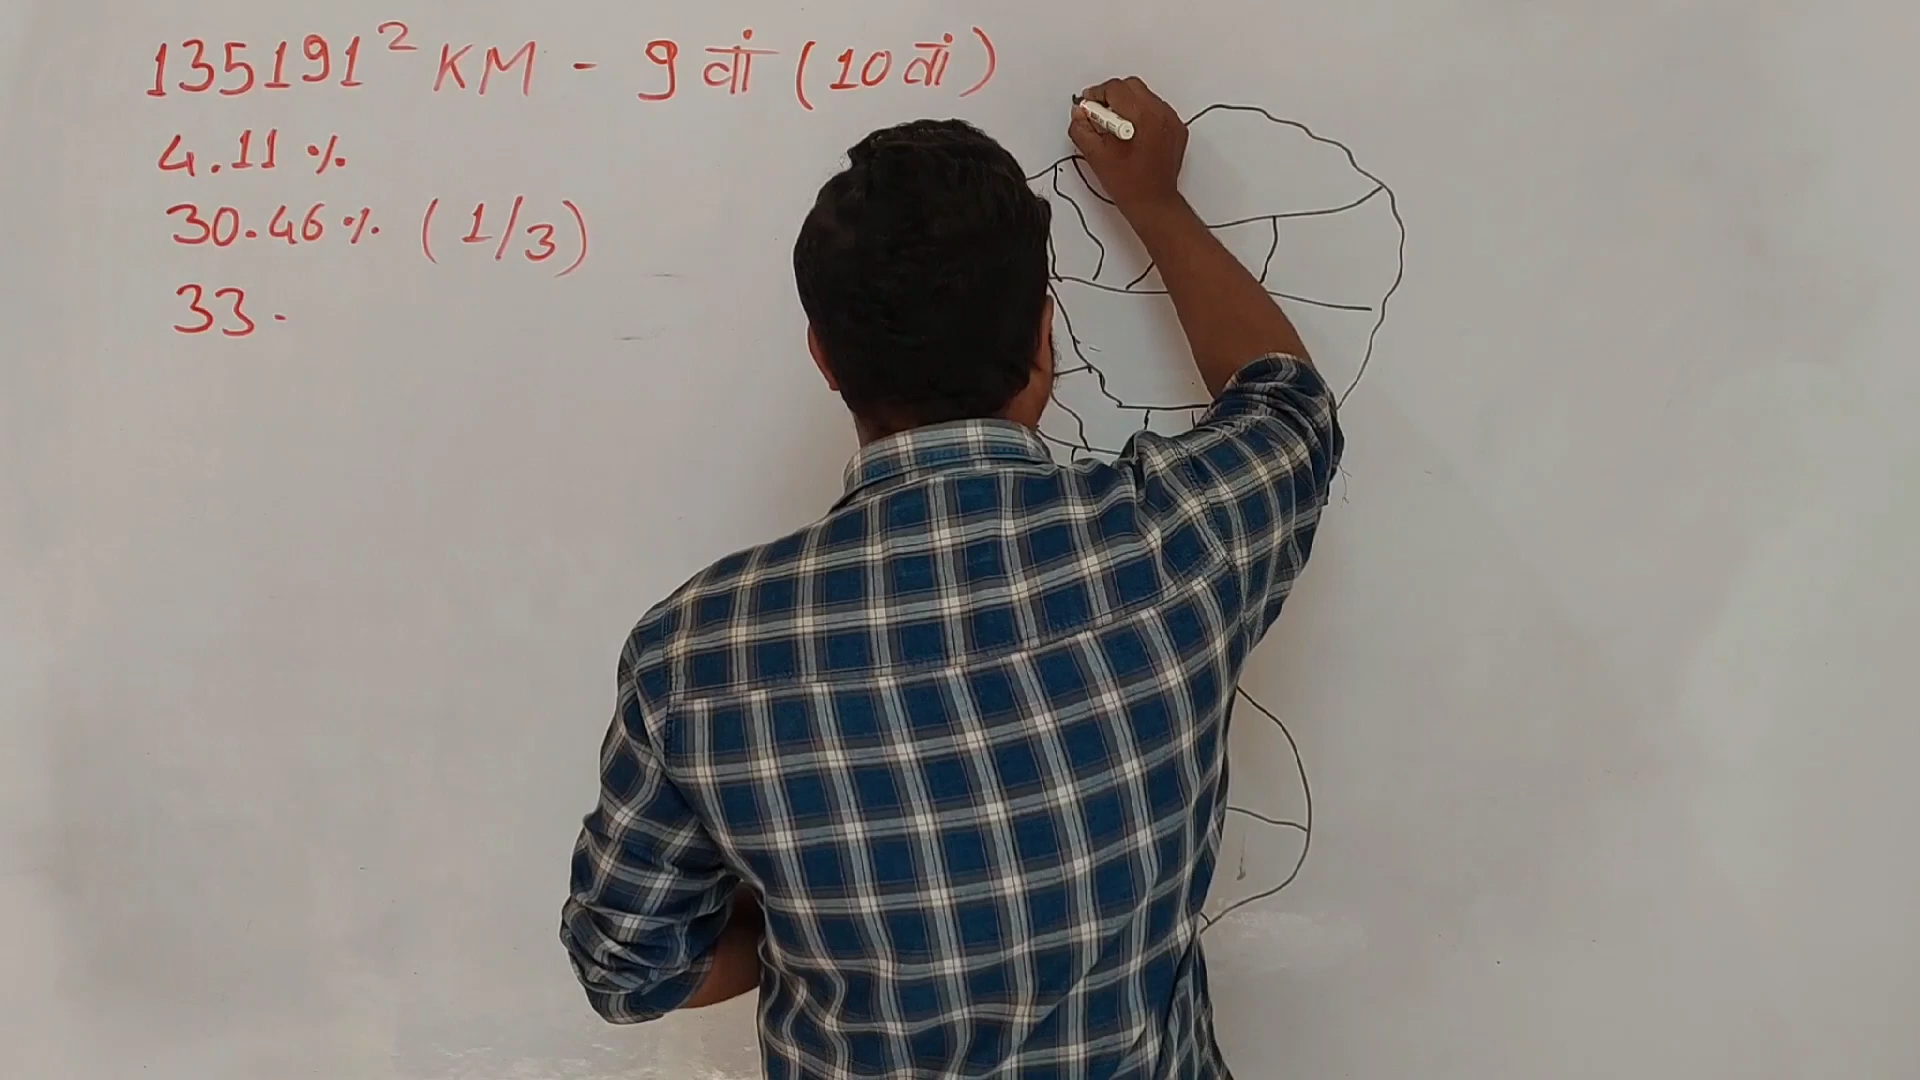 135191² KM - 9 वां (10 वां)
4.11 %
30.46 % (1/3)
33.